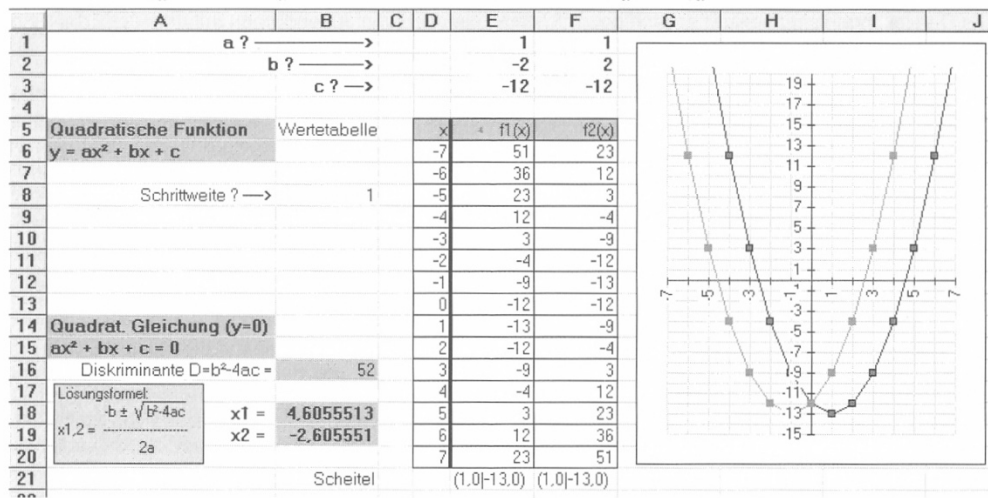 A B C D E F G H I J
1 a ? ––––––––> 1 1
2 b ? ––––––> -2 2
3 c ? ––> -12 -12
4
5 Quadratische Funktion Wertetabelle x f1(x) f2(x)
6 y = ax² + bx + c -7 51 23
7 -6 36 12
8 Schrittweite ? ––> 1 -5 23 3
9 -4 12 -4
10 -3 3 -9
11 -2 -4 -12
12 -1 -9 -13
13 0 -12 -12
14 Quadrat. Gleichung (y=0) 1 -13 -9
15 ax² + bx + c = 0 2 -12 -4
16 Diskriminante D=b²-4ac = 52 3 -9 3
17 4 -4 12
Lösungsformel:
-b ± √ b²-4ac
x1,2 = -----------------
2a
18 x1 = 4,6055513 5 3 23
19 x2 = -2,605551 6 12 36
20 7 23 51
21 Scheitel (1,0|-13,0) (1,0|-13,0)
19
17
15
13
11
9
7
5
3
1
-7 -5 -3 -1 1 3 5 7
-1
-3
-5
-7
-9
-11
-13
-15